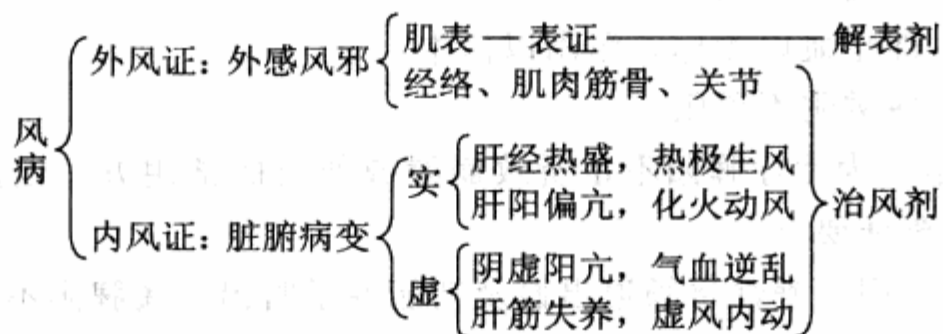 外风证：外感风邪
肌表 — 表证 — 解表剂
经络、肌肉筋骨、关节
风病
实
肝经热盛，热极生风
肝阳偏亢，化火动风
治风剂
内风证：脏腑病变
虚
阴虚阳亢，气血逆乱
肝筋失养，虚风内动